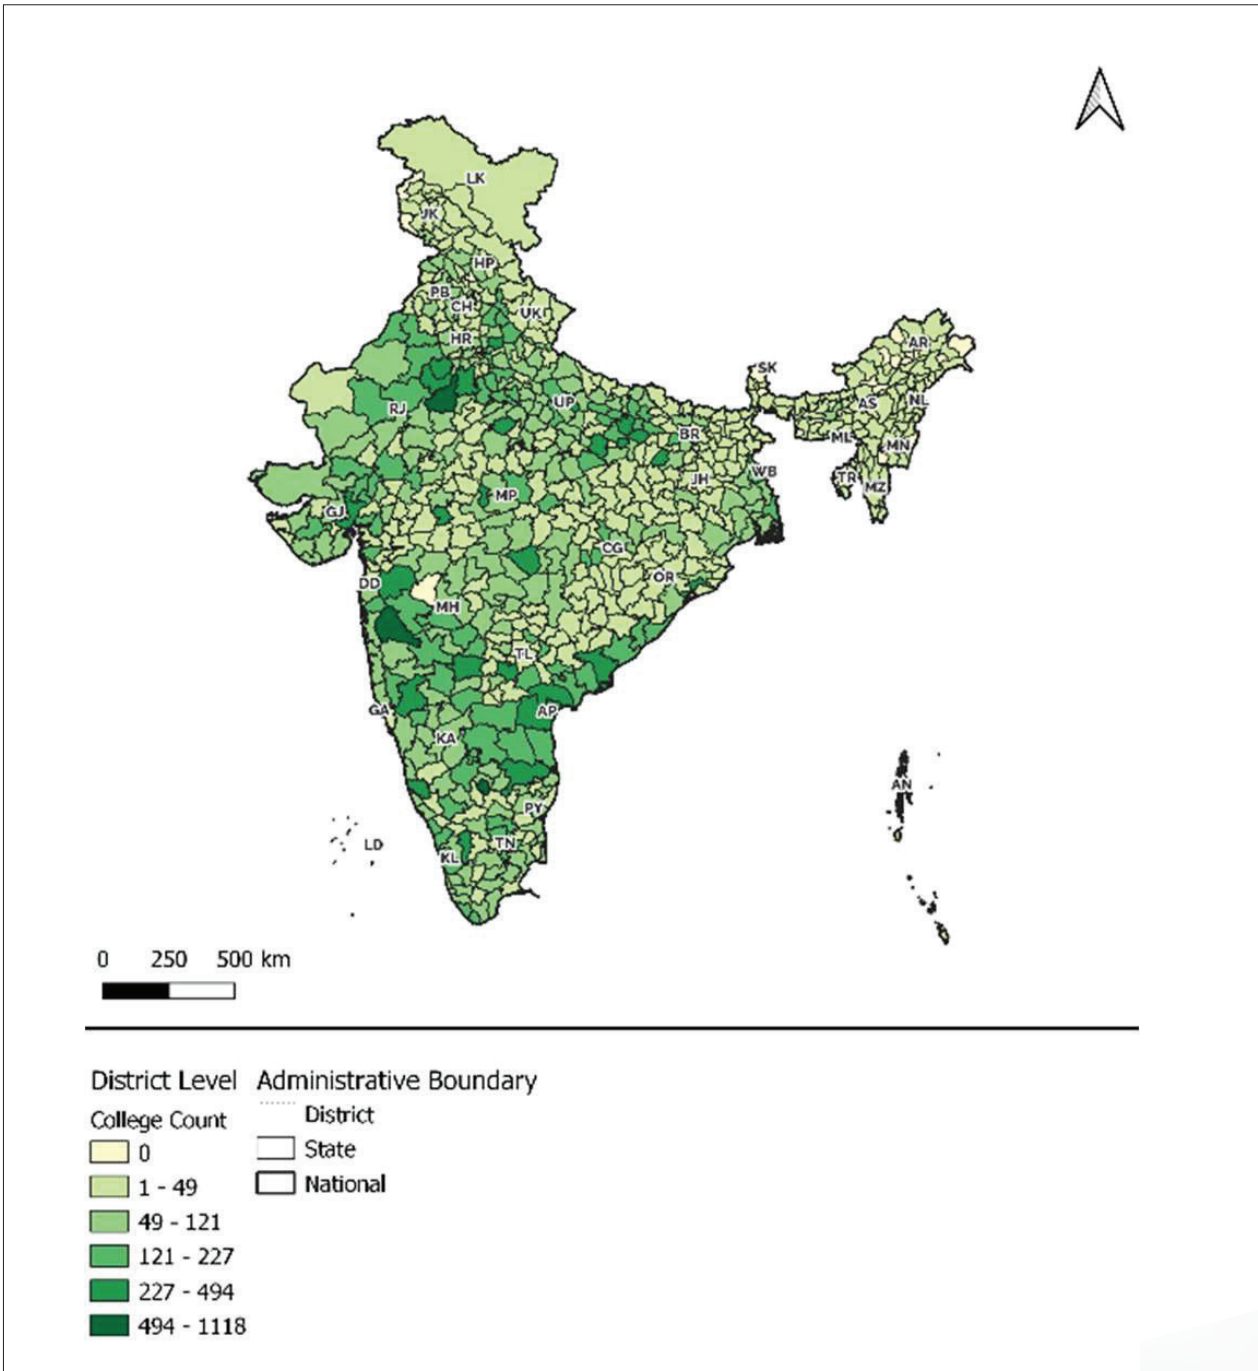 LK
JK
HP
PB
CH
UK
HR
AR
SK
RJ
UP
AS
NL
BR
ML
MN
WB
JH
TR
MZ
MP
GJ
CG
OR
DD
MH
TL
GA
AP
KA
AN
PY
LD
KL
TN
0 250 500 km
District Level Administrative Boundary
College Count
District
0
State
1 - 49
National
49 - 121
121 - 227
227 - 494
494 - 1118